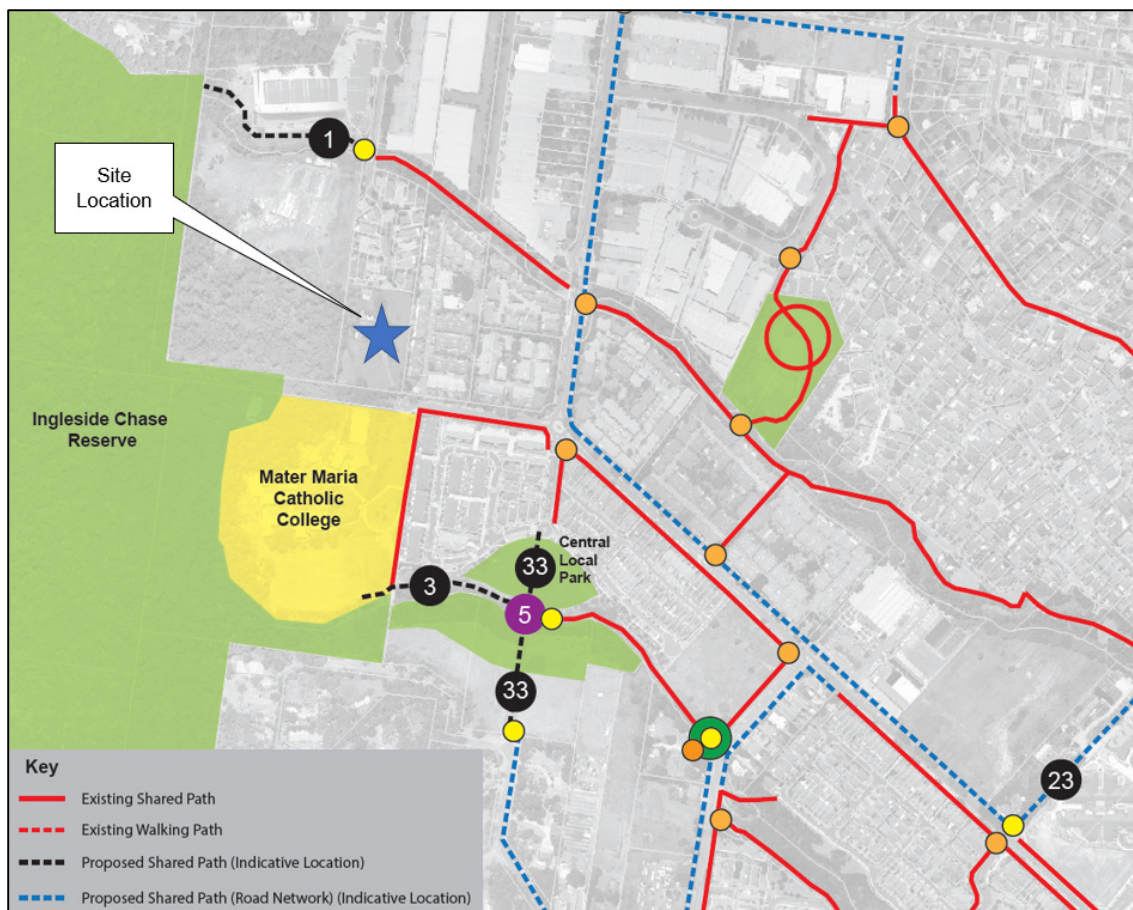 1
Site
Location
Ingleside Chase
Reserve
Mater Maria
Catholic
College
Central
Local
Park
33
3
5
33
23
Key
Existing Shared Path
Existing Walking Path
Proposed Shared Path (Indicative Location)
Proposed Shared Path (Road Network) (Indicative Location)